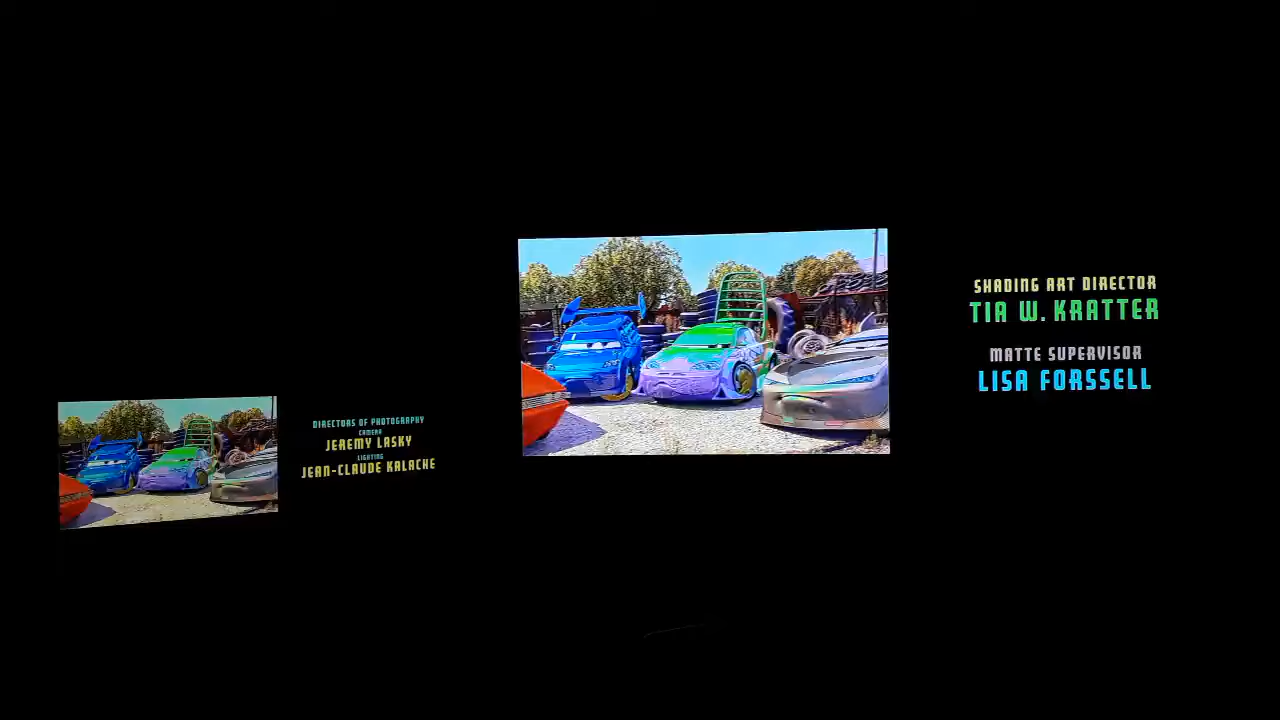 DIRECTORS OF PHOTOGRAPHY
CAMERA
JEREMY LASKY
LIGHTING
JEAN-CLAUDE KALACHE
SHADING ART DIRECTOR
TIA W. KRATTER
MATTE SUPERVISOR
LISA FORSSELL